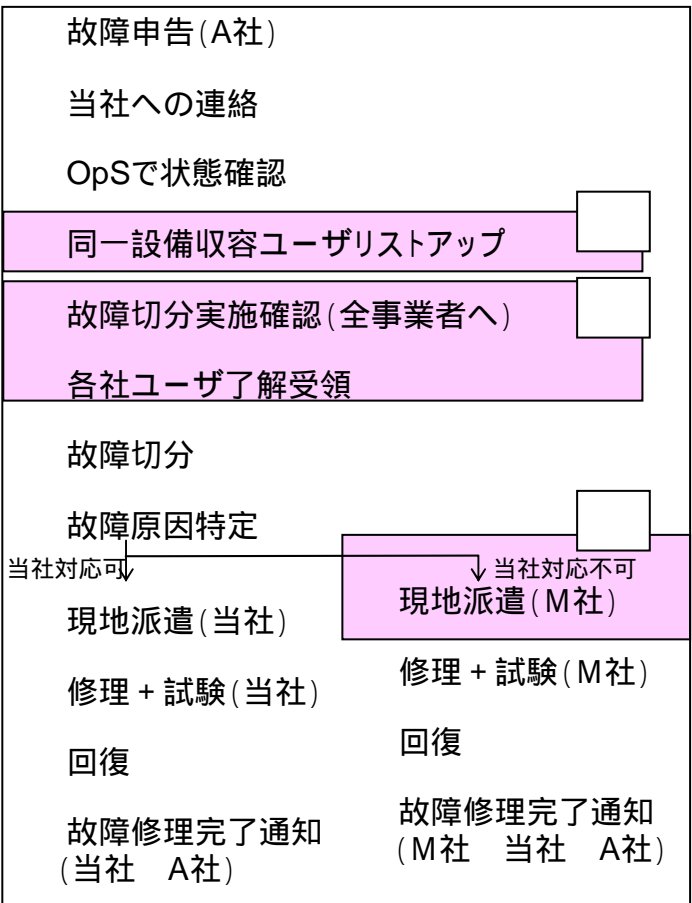 故障申告(A社)
当社への連絡
OpSで状態確認
同一設備収容ユーザリストアップ
故障切分実施確認(全事業者へ)
各社ユーザ了解受領
故障切分
故障原因特定
当社対応可
現地派遣(当社)
修理+試験(当社)
回復
故障修理完了通知
(当社　A社)
当社対応不可
現地派遣(M社)
修理+試験(M社)
回復
故障修理完了通知
(M社　当社　A社)